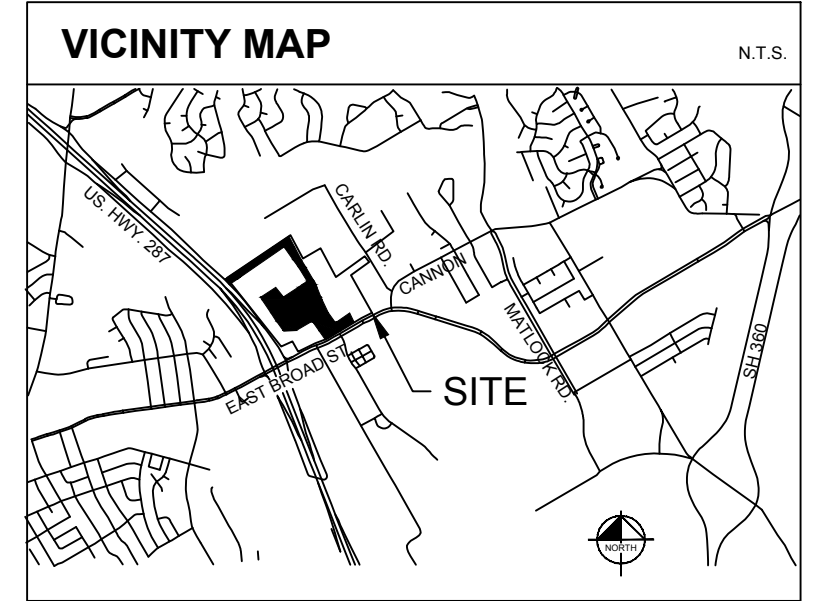 VICINITY MAP
N.T.S.
US. HWY. 287
CARLIN RD.
CANNON
MATLOCK RD.
SH 360
EAST BROAD ST.
SITE
NORTH